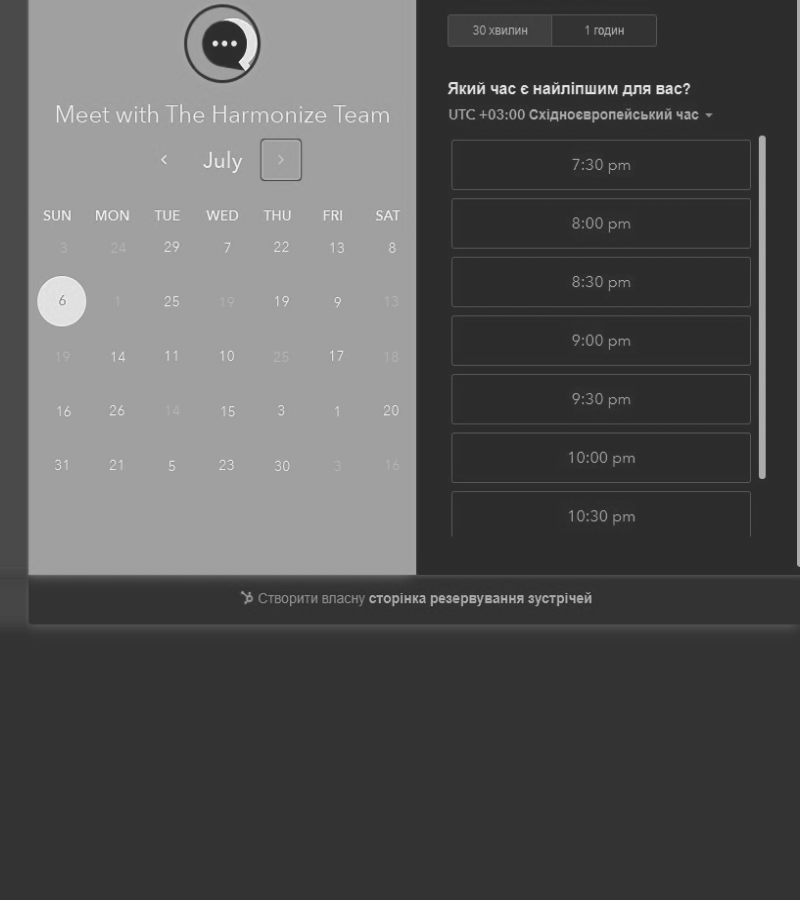 Meet with The Harmonize Team
July
SUN MON TUE WED THU FRI SAT
3 24 29 7 22 13 8
6 1 25 19 19 9 13
19 14 11 10 25 17 18
16 26 14 15 3 1 20
31 21 5 23 30 3 16
30 хвилин 1 годин
Який час є найліпшим для вас?
UTC +03:00 Східноєвропейський час
7:30 pm
8:00 pm
8:30 pm
9:00 pm
9:30 pm
10:00 pm
10:30 pm
Створити власну сторінка резервування зустрічей